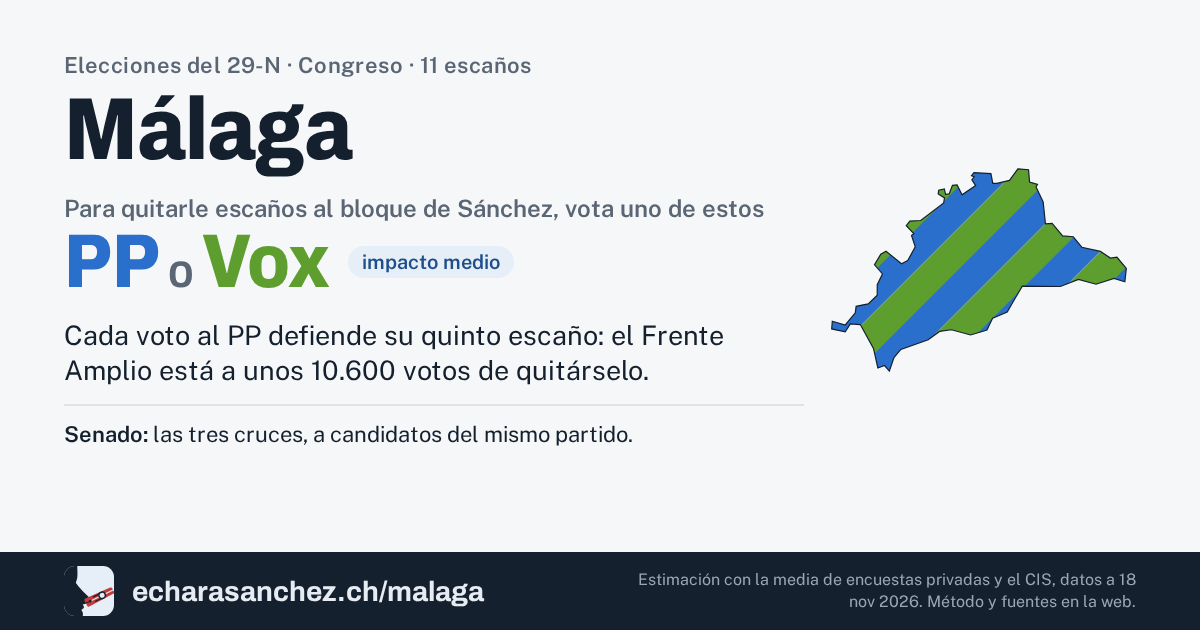 Elecciones del 29-N · Congreso · 11 escaños
Málaga
Para quitarle escaños al bloque de Sánchez, vota uno de estos
PP o Vox impacto medio
Cada voto al PP defiende su quinto escaño: el Frente
Amplio está a unos 10.600 votos de quitárselo.
Senado: las tres cruces, a candidatos del mismo partido.
echarasanchez.ch/malaga
Estimación con la media de encuestas privadas y el CIS, datos a 18
nov 2026. Método y fuentes en la web.